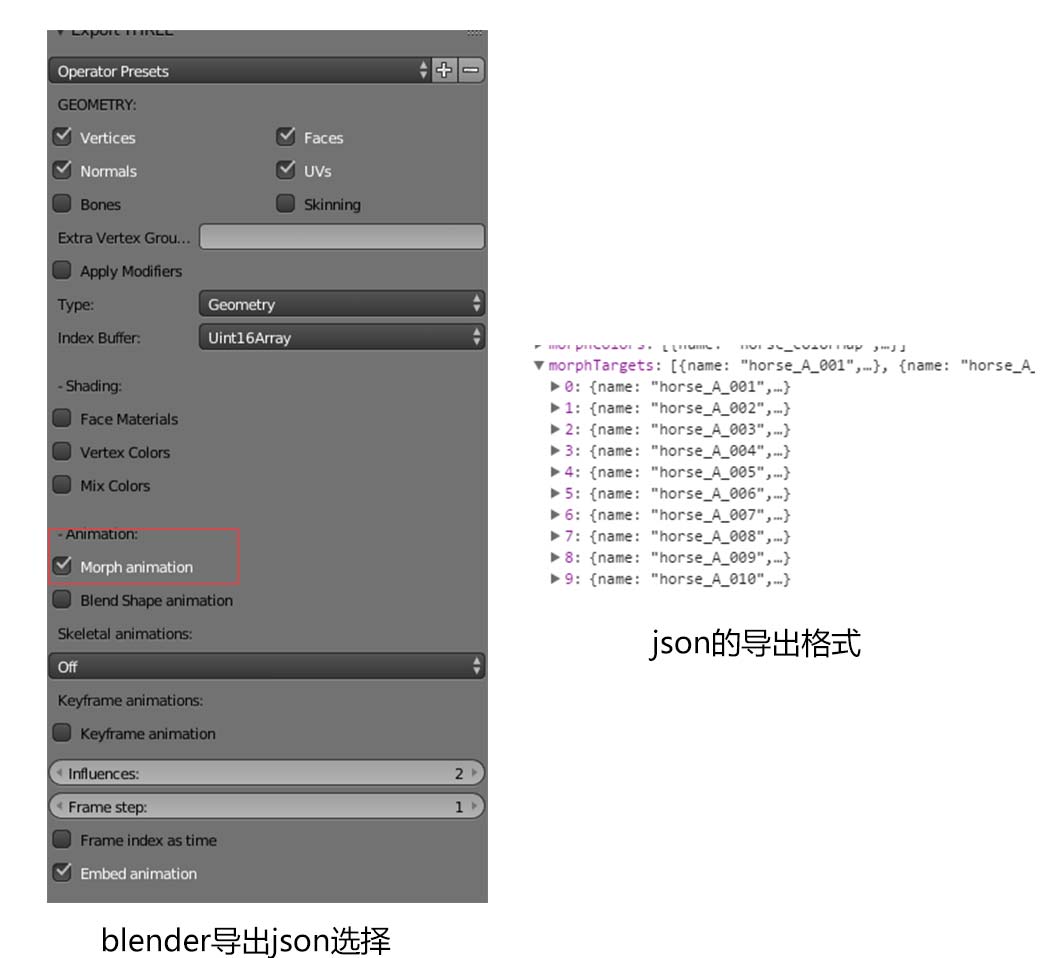 Export THREE
Operator Presets
GEOMETRY:
Vertices
Faces
Normals
UVs
Bones
Skinning
Extra Vertex Grou...
Apply Modifiers
Type:
Geometry
Index Buffer:
Uint16Array
- Shading:
Face Materials
Vertex Colors
Mix Colors
- Animation:
Morph animation
Blend Shape animation
Skeletal animations:
Off
Keyframe animations:
Keyframe animation
Influences: 2
Frame step: 1
Frame index as time
Embed animation
blender导出json选择
morphColors: [{name: "horse_colorMap",…}]
morphTargets: [{name: "horse_A_001",…}, {name: "horse_A_
0: {name: "horse_A_001",…}
1: {name: "horse_A_002",…}
2: {name: "horse_A_003",…}
3: {name: "horse_A_004",…}
4: {name: "horse_A_005",…}
5: {name: "horse_A_006",…}
6: {name: "horse_A_007",…}
7: {name: "horse_A_008",…}
8: {name: "horse_A_009",…}
9: {name: "horse_A_010",…}
json的导出格式